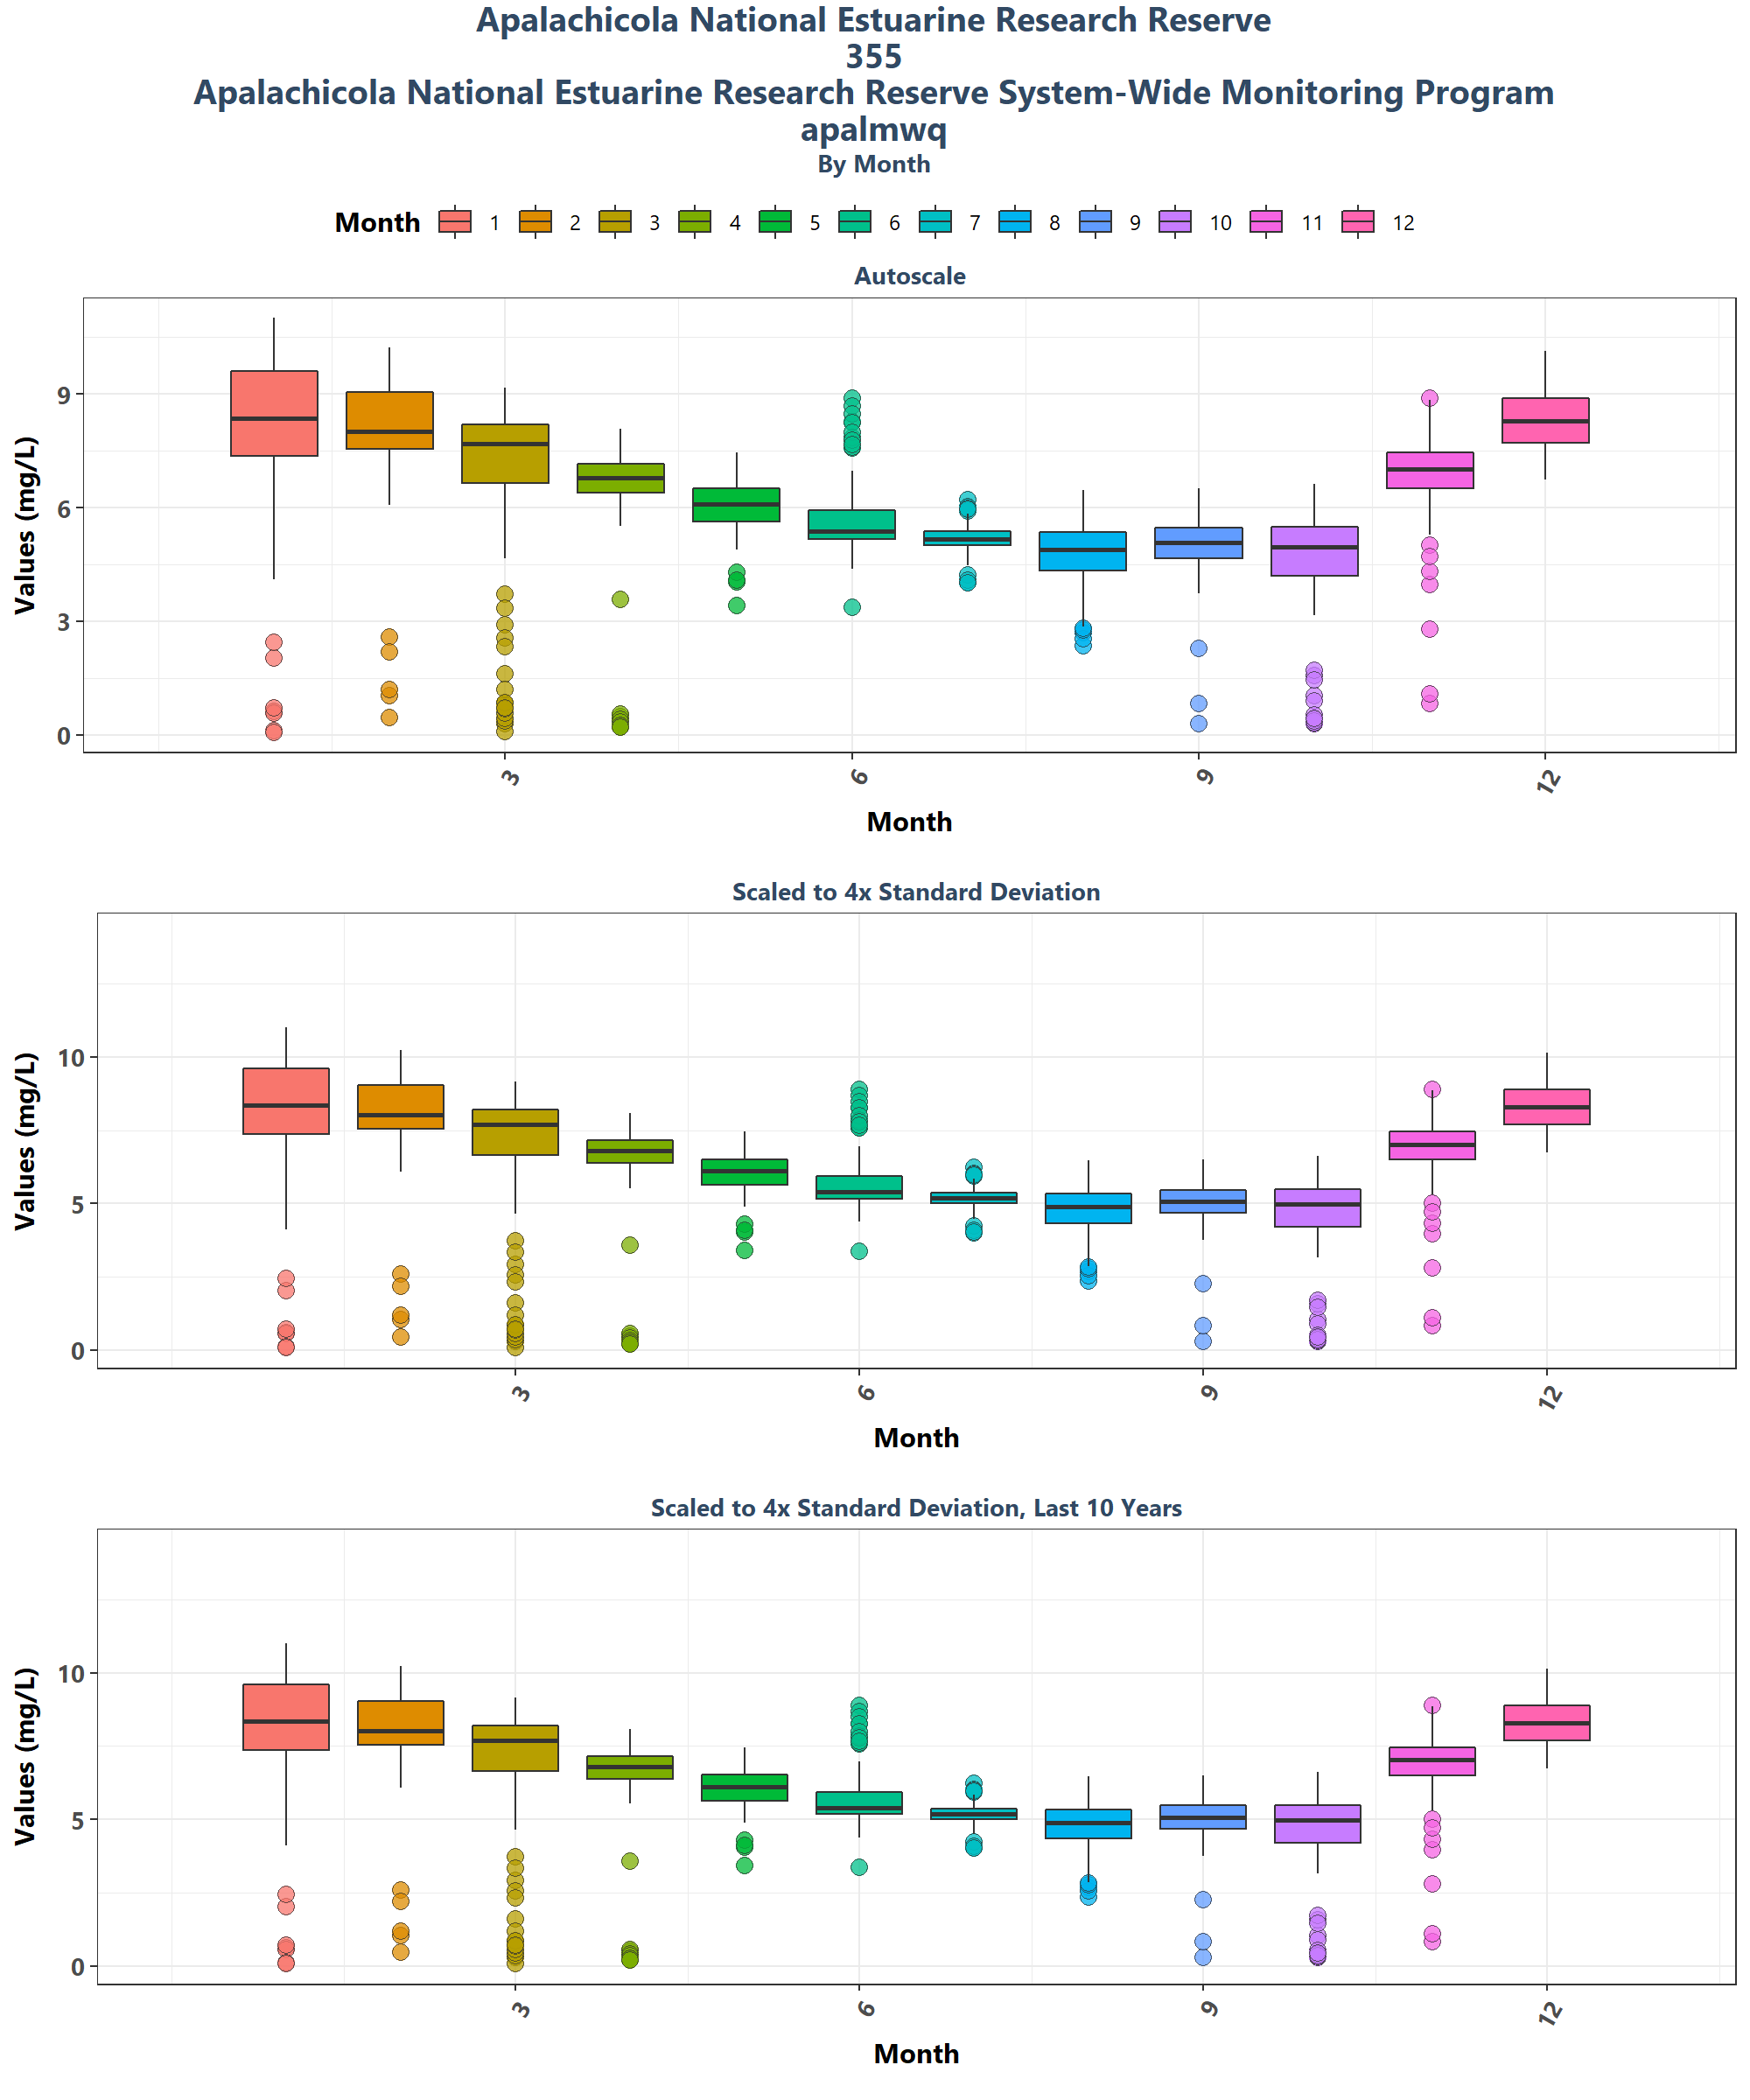 Apalachicola National Estuarine Research Reserve
355
Apalachicola National Estuarine Research Reserve System-Wide Monitoring Program
apalmwq
By Month
Month 1 2 3 4 5 6 7 8 9 10 11 12
Autoscale
Values (mg/L)
9
6
3
0
3 6 9 12
Month
Scaled to 4x Standard Deviation
Values (mg/L)
10
5
0
3 6 9 12
Month
Scaled to 4x Standard Deviation, Last 10 Years
Values (mg/L)
10
5
0
3 6 9 12
Month